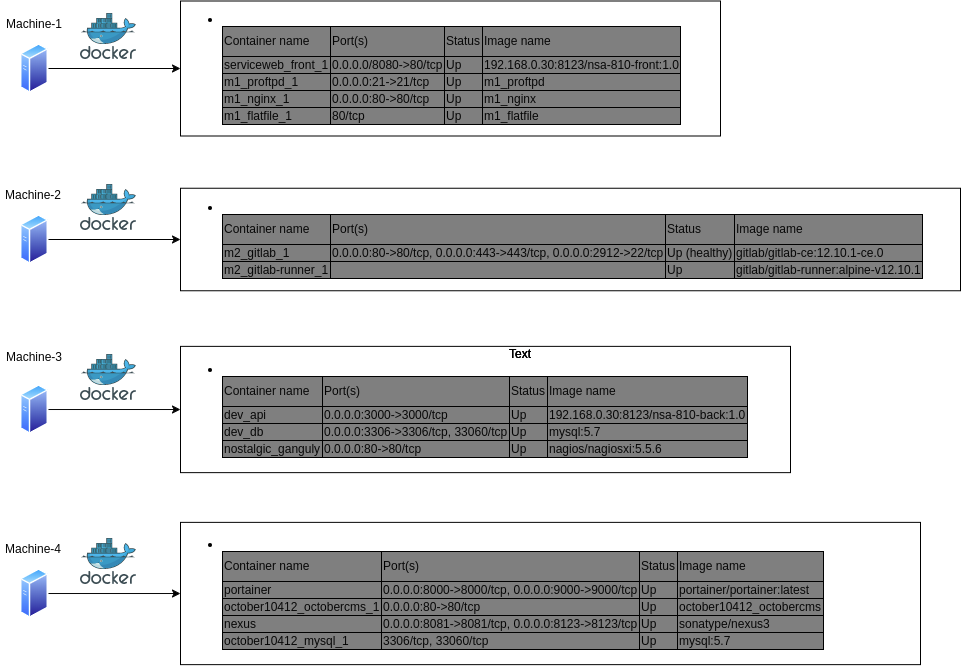 Machine-1
docker
Container name Port(s) Status Image name
serviceweb_front_1 0.0.0.0/8080->80/tcp Up 192.168.0.30:8123/nsa-810-front:1.0
m1_proftpd_1 0.0.0.0:21->21/tcp Up m1_proftpd
m1_nginx_1 0.0.0.0:80->80/tcp Up m1_nginx
m1_flatfile_1 80/tcp Up m1_flatfile
Machine-2
docker
Container name Port(s) Status Image name
m2_gitlab_1 0.0.0.0:80->80/tcp, 0.0.0.0:443->443/tcp, 0.0.0.0:2912->22/tcp Up (healthy) gitlab/gitlab-ce:12.10.1-ce.0
m2_gitlab-runner_1 Up gitlab/gitlab-runner:alpine-v12.10.1
Machine-3
docker
Text
Container name Port(s) Status Image name
dev_api 0.0.0.0:3000->3000/tcp Up 192.168.0.30:8123/nsa-810-back:1.0
dev_db 0.0.0.0:3306->3306/tcp, 33060/tcp Up mysql:5.7
nostalgic_ganguly 0.0.0.0:80->80/tcp Up nagios/nagiosxi:5.5.6
Machine-4
docker
Container name Port(s) Status Image name
portainer 0.0.0.0:8000->8000/tcp, 0.0.0.0:9000->9000/tcp Up portainer/portainer:latest
october10412_octobercms_1 0.0.0.0:80->80/tcp Up october10412_octobercms
nexus 0.0.0.0:8081->8081/tcp, 0.0.0.0:8123->8123/tcp Up sonatype/nexus3
october10412_mysql_1 3306/tcp, 33060/tcp Up mysql:5.7